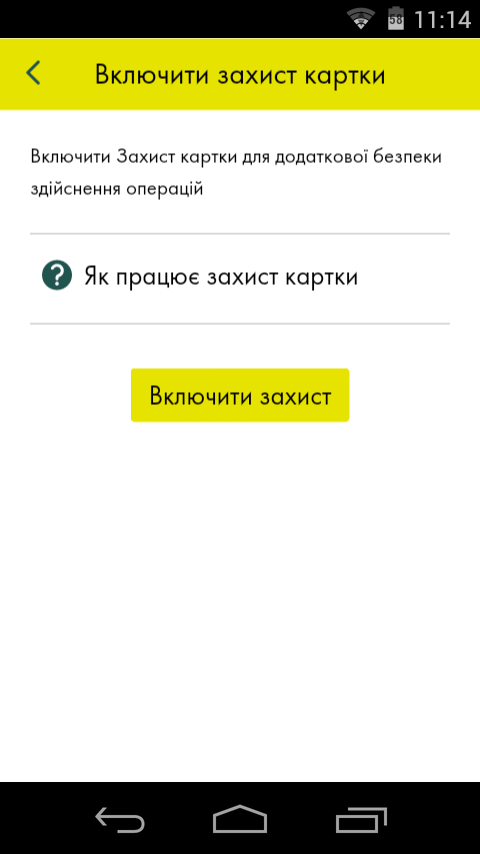 58 11:14
Включити захист картки
Включити Захист картки для додаткової безпеки
здійснення операцій
? Як працює захист картки
Включити захист